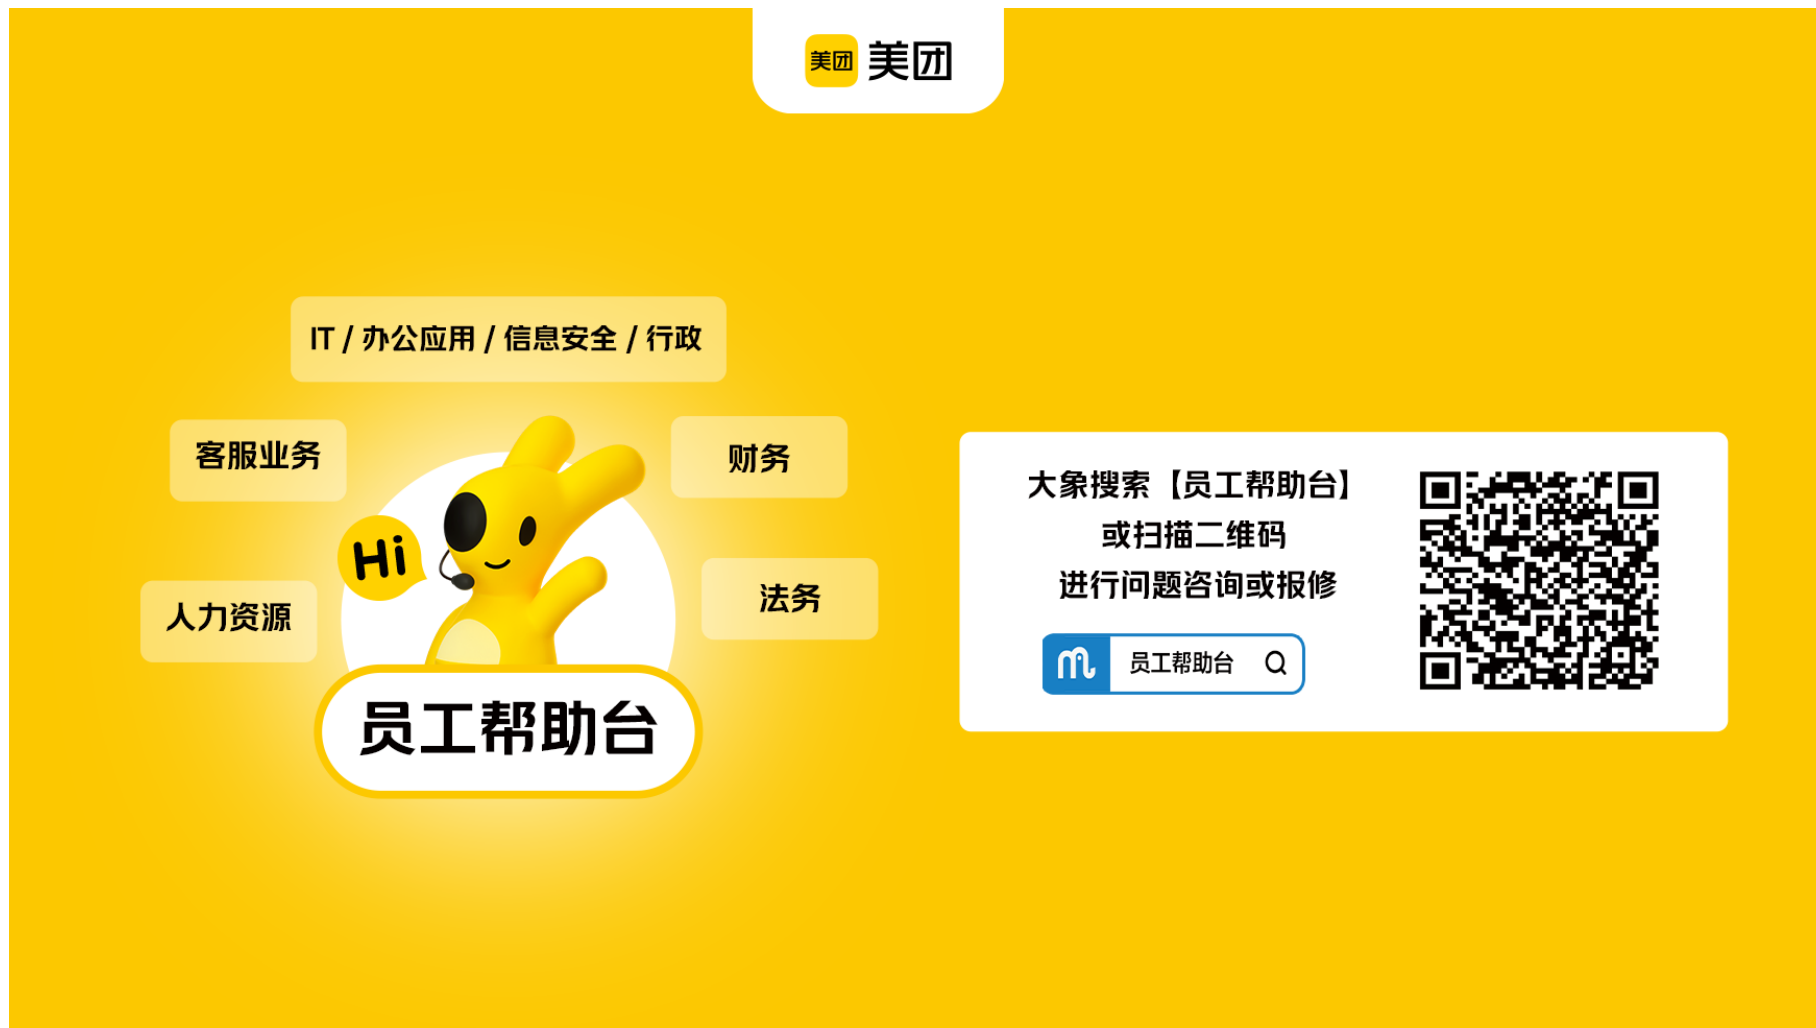 美团 美团
IT / 办公应用 / 信息安全 / 行政
客服业务
财务
Hi
人力资源
法务
员工帮助台
大象搜索【员工帮助台】
或扫描二维码
进行问题咨询或报修
员工帮助台